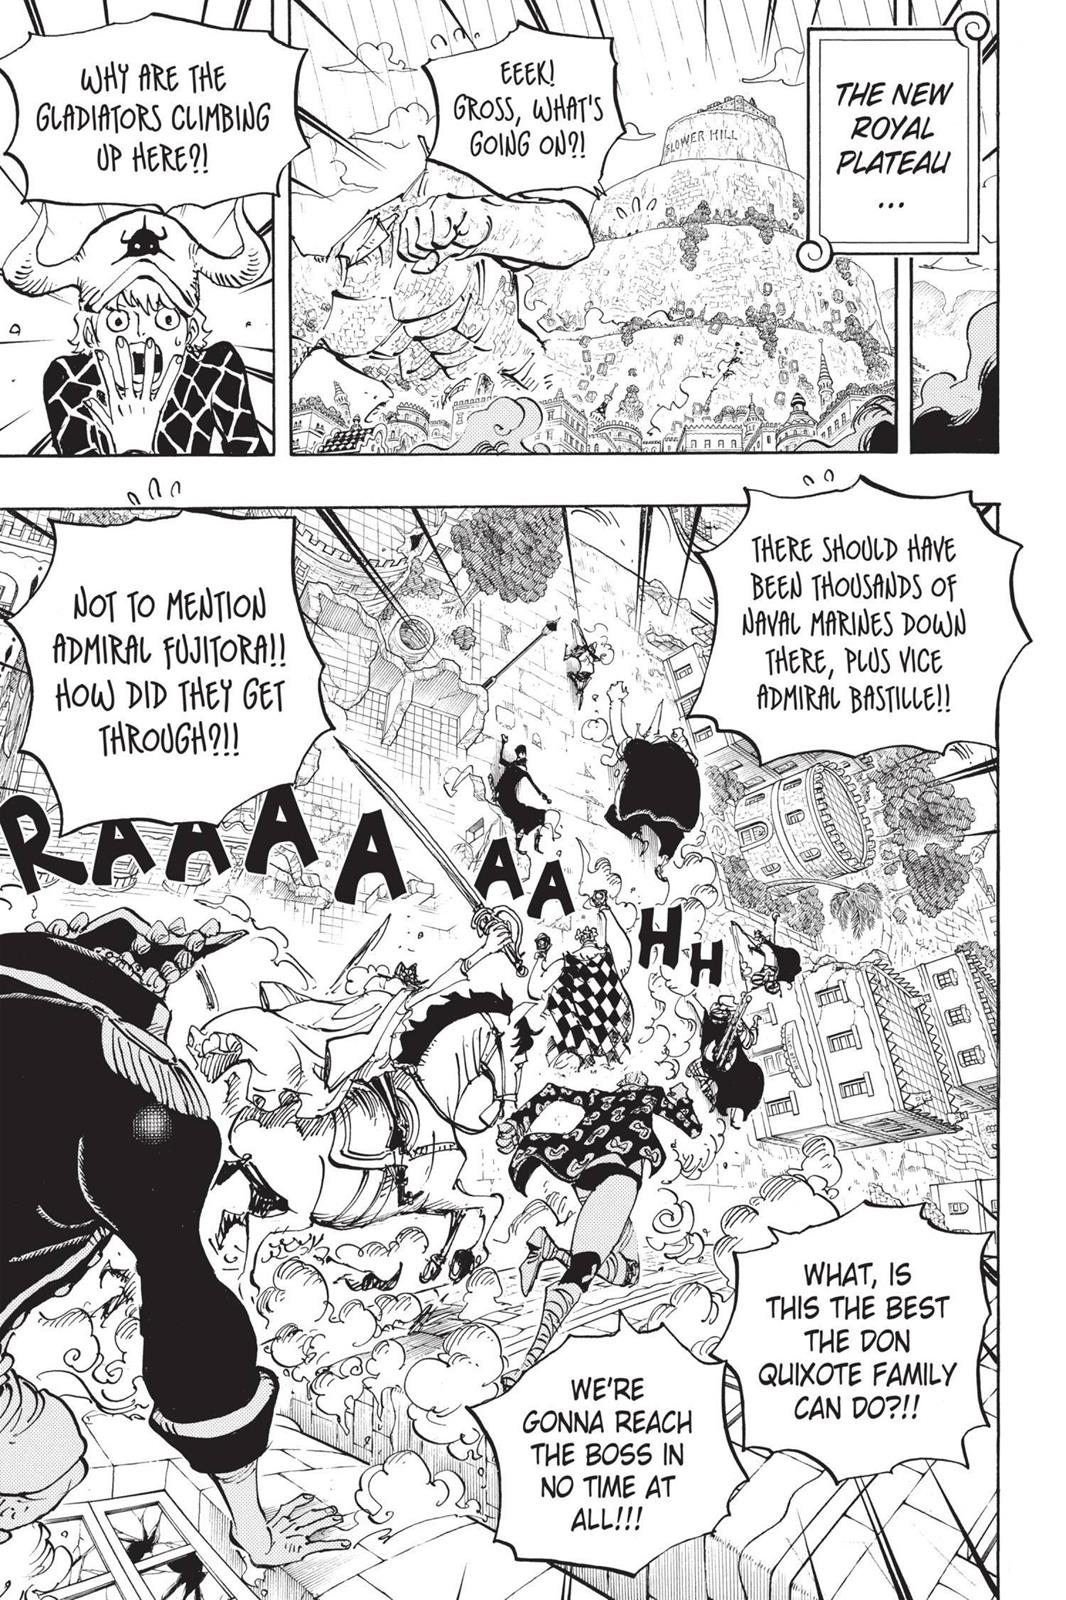 THE NEW
ROYAL
PLATEAU
...
EEEK!
GROSS, WHAT'S
GOING ON?!
FLOWER HILL
WHY ARE THE
GLADIATORS CLIMBING
UP HERE?!
THERE SHOULD HAVE
BEEN THOUSANDS OF
NAVAL MARINES DOWN
THERE, PLUS VICE
ADMIRAL BASTILLE!!
NOT TO MENTION
ADMIRAL FUJITORA!!
HOW DID THEY GET
THROUGH?!!
RAAAAAAAHHH
WHAT, IS
THIS THE BEST
THE DON
QUIXOTE FAMILY
CAN DO?!!
WE'RE
GONNA REACH
THE BOSS IN
NO TIME AT
ALL!!!